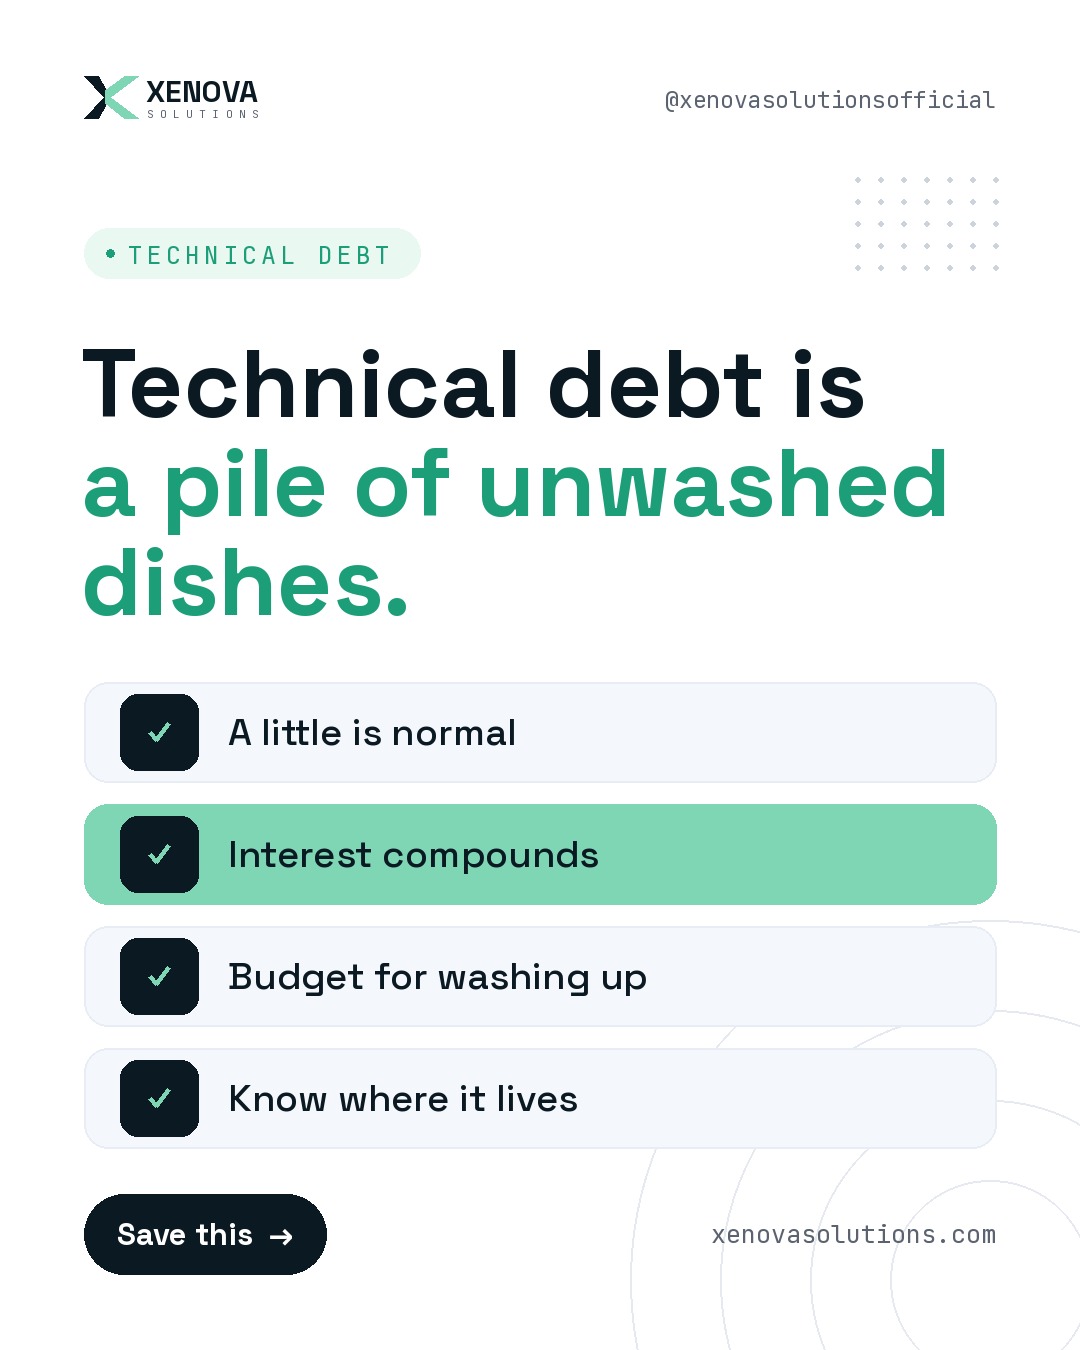 XENOVA
SOLUTIONS
@xenovasolutionsofficial
TECHNICAL DEBT
Technical debt is
a pile of unwashed
dishes.
A little is normal
Interest compounds
Budget for washing up
Know where it lives
Save this →
xenovasolutions.com